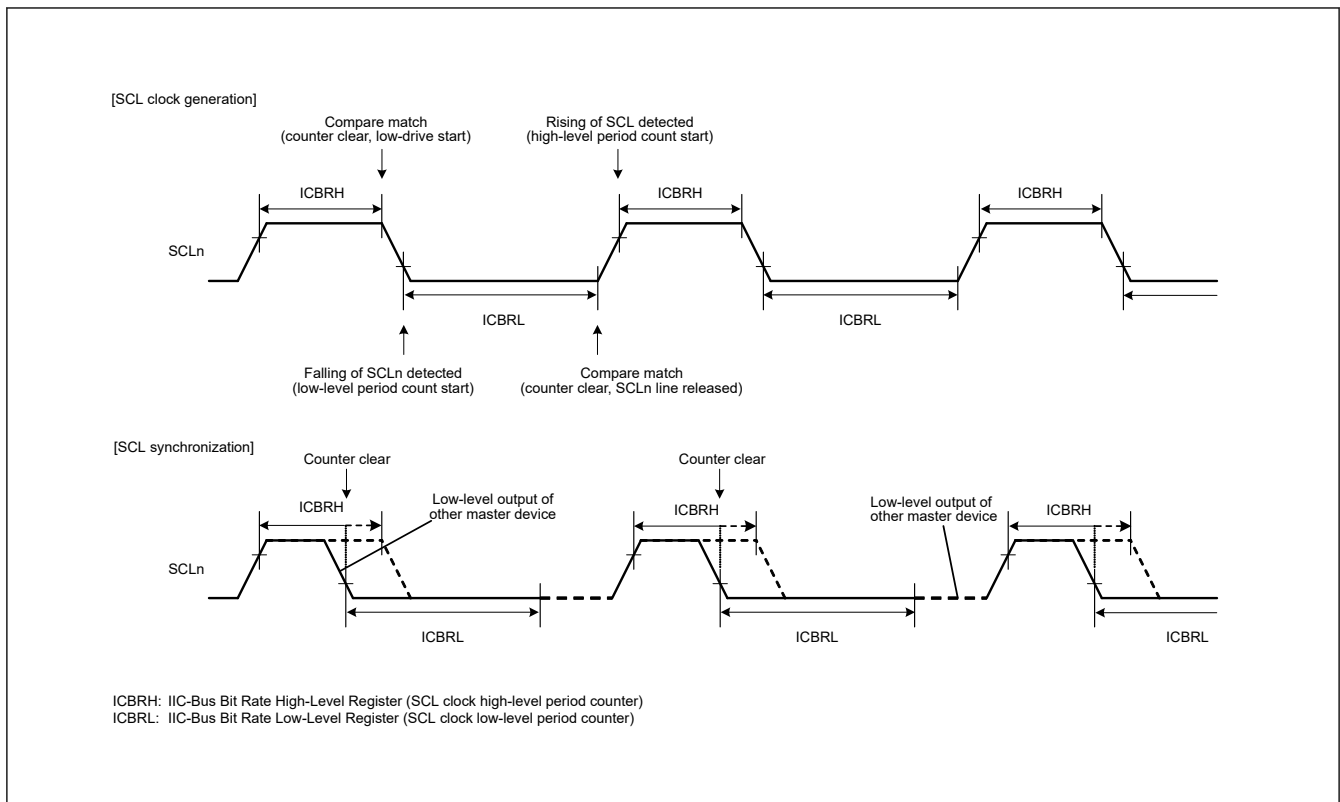 [SCL clock generation]
Compare match
(counter clear, low-drive start)
Rising of SCL detected
(high-level period count start)
ICBRH
ICBRH
ICBRH
SCLn
ICBRL
ICBRL
Falling of SCLn detected
(low-level period count start)
Compare match
(counter clear, SCLn line released)
[SCL synchronization]
Counter clear
Counter clear
ICBRH
Low-level output of
other master device
ICBRH
Low-level output of
other master device
ICBRH
SCLn
ICBRL
ICBRL
ICBRL
ICBRH: IIC-Bus Bit Rate High-Level Register (SCL clock high-level period counter)
ICBRL: IIC-Bus Bit Rate Low-Level Register (SCL clock low-level period counter)